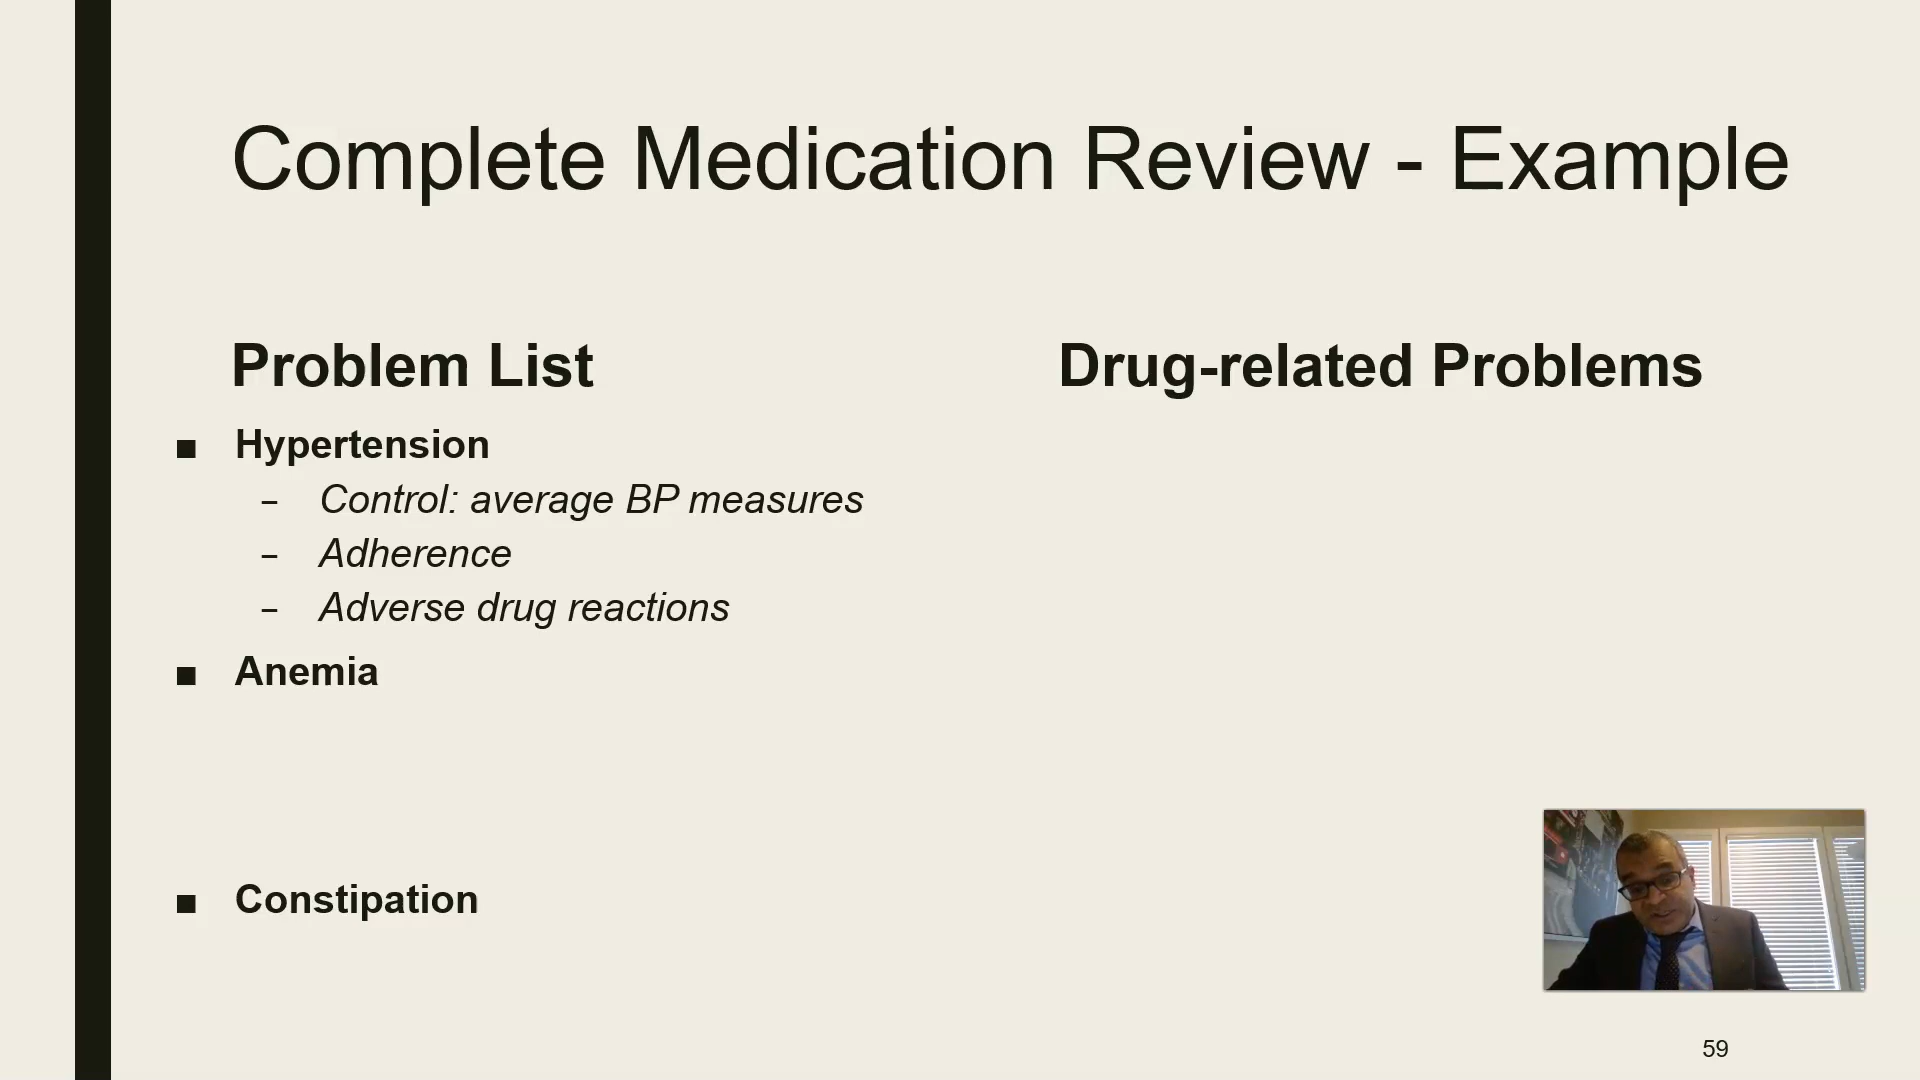 Complete Medication Review - Example
Problem List
■ Hypertension
– Control: average BP measures
– Adherence
– Adverse drug reactions
■ Anemia
■ Constipation
Drug-related Problems
59